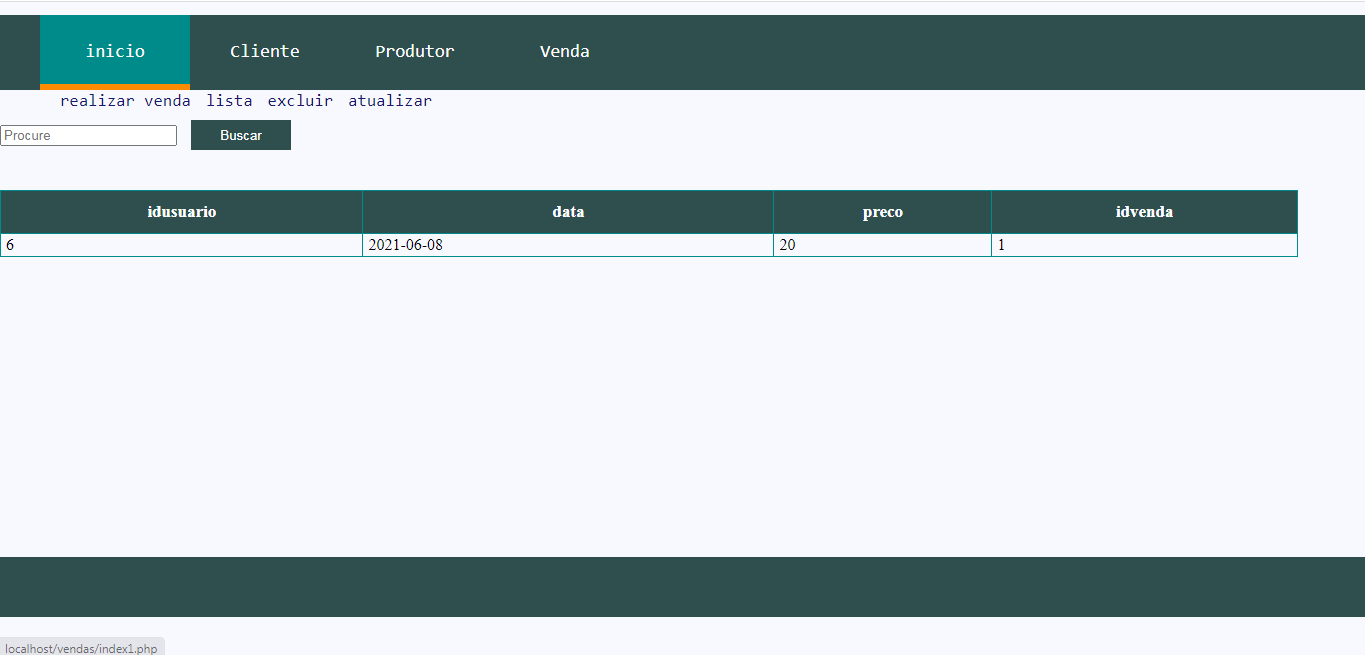 inicio Cliente Produtor Venda
realizar venda lista excluir atualizar
Procure Buscar
idusuario data preco idvenda
6 2021-06-08 20 1
localhost/vendas/index1.php